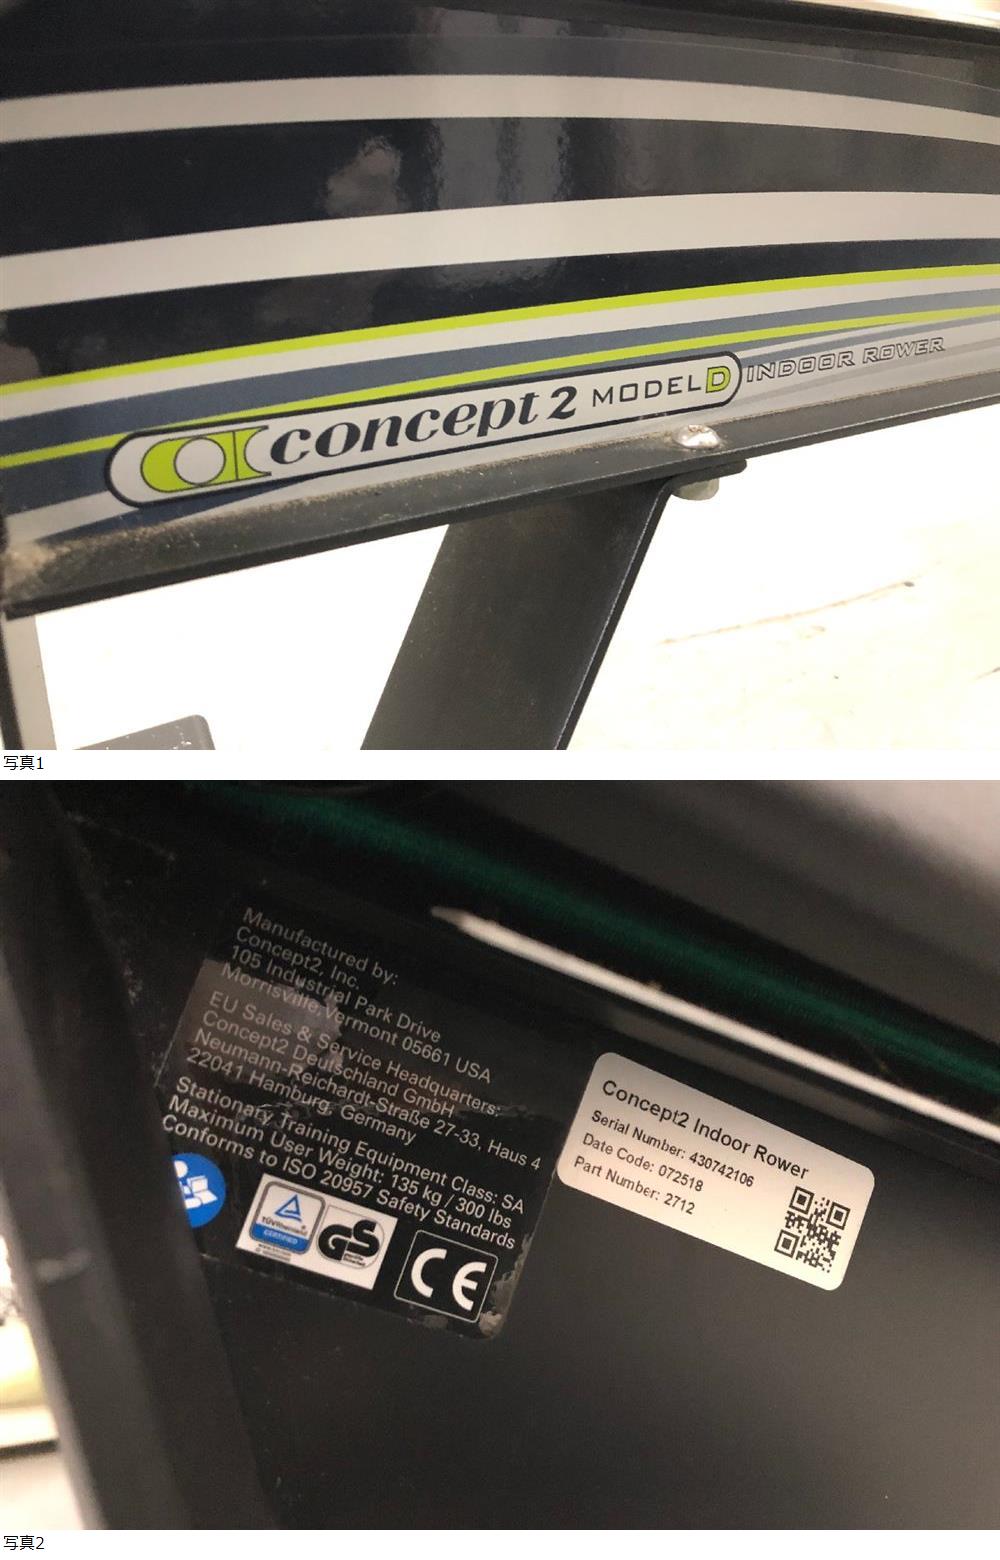 concept 2 MODEL D INDOOR ROWER
写真1
Manufactured by:
Concept2, Inc.
105 Industrial Park Drive
Morrisville, Vermont 05661 USA
EU Sales & Service Headquarters:
Concept2 Deutschland GmbH
Neumann-Reichardt-Straße 27-33, Haus 4
22041 Hamburg, Germany
Stationary Training Equipment Class: SA
Maximum User Weight: 135 kg / 300 lbs
Conforms to ISO 20957 Safety Standards
TÜVRheinland
CERTIFIED
GS
CE
Concept2 Indoor Rower
Serial Number: 430742106
Date Code: 072518
Part Number: 2712
写真2